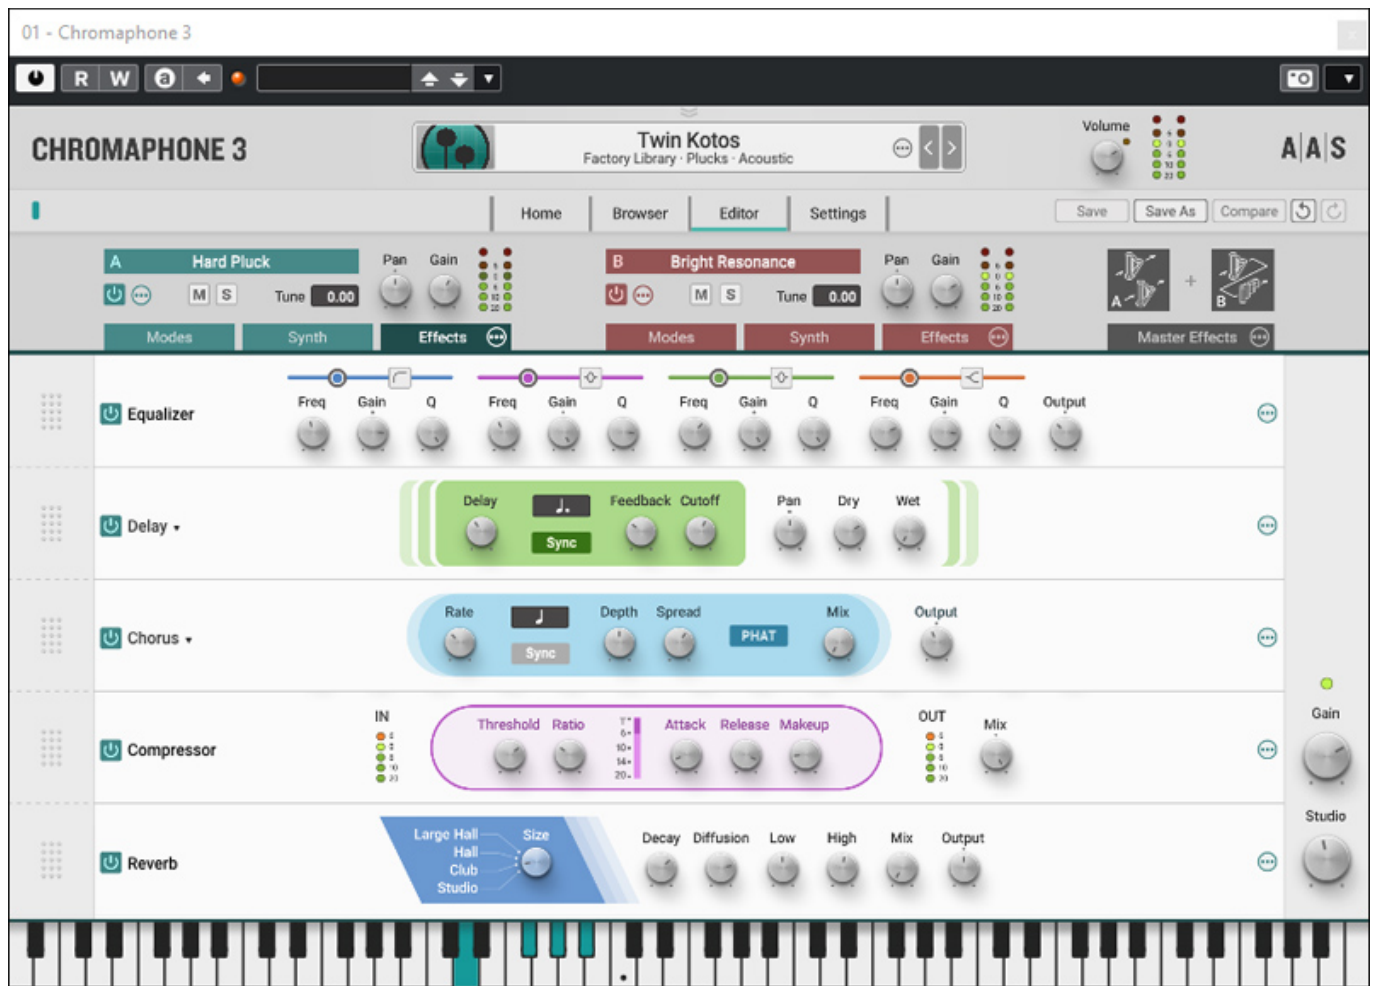 01 - Chromaphone 3
R W a
CHROMAPHONE 3
Twin Kotos
Factory Library · Plucks · Acoustic
Volume
A|A|S
Home Browser Editor Settings
Save Save As Compare
A Hard Pluck Pan Gain
M S Tune 0.00
Modes Synth Effects
B Bright Resonance Pan Gain
M S Tune 0.00
Modes Synth Effects
A + B
Master Effects
Equalizer
Freq Gain Q Freq Gain Q Freq Gain Q Freq Gain Q Output
Delay
Delay Sync Feedback Cutoff Pan Dry Wet
Chorus
Rate Sync Depth Spread PHAT Mix Output
Compressor
IN Threshold Ratio Attack Release Makeup OUT Mix
6-
10-
14-
20-
Reverb
Large Hall
Hall
Club
Studio
Size Decay Diffusion Low High Mix Output
Gain
Studio